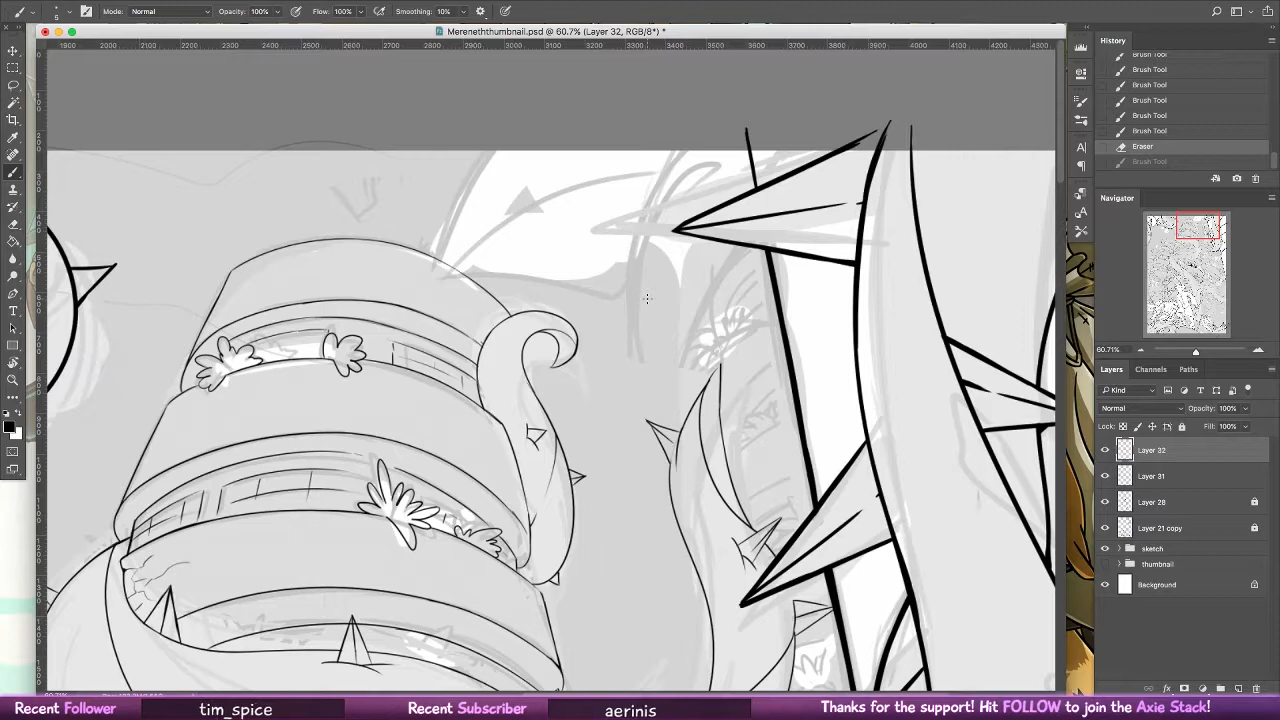 Mode: Normal Opacity: 100% Flow: 100% Smoothing: 10%
Mereneththumbnail.psd @ 60.7% (Layer 32, RGB/8*) *
1900 2000 2100 2200 2300 2400 2500 2600 2700 2800 2900 3000 3100 3200 3300 3400 3500 3600 3700 3800 3900 4000 4100 4200 4300
History
Brush Tool
Brush Tool
Brush Tool
Brush Tool
Brush Tool
Brush Tool
Eraser
Brush Tool
Navigator
60.71%
Layers Channels Paths
Kind
Normal Opacity: 100%
Lock: Fill: 100%
Layer 32
Layer 31
Layer 28
Layer 21 copy
sketch
thumbnail
Background
Recent Follower tim_spice Recent Subscriber aerinis Thanks for the support! Hit FOLLOW to join the Axie Stack!